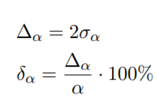 Δ_α = 2σ_α
δ_α = Δ_α / α · 100%